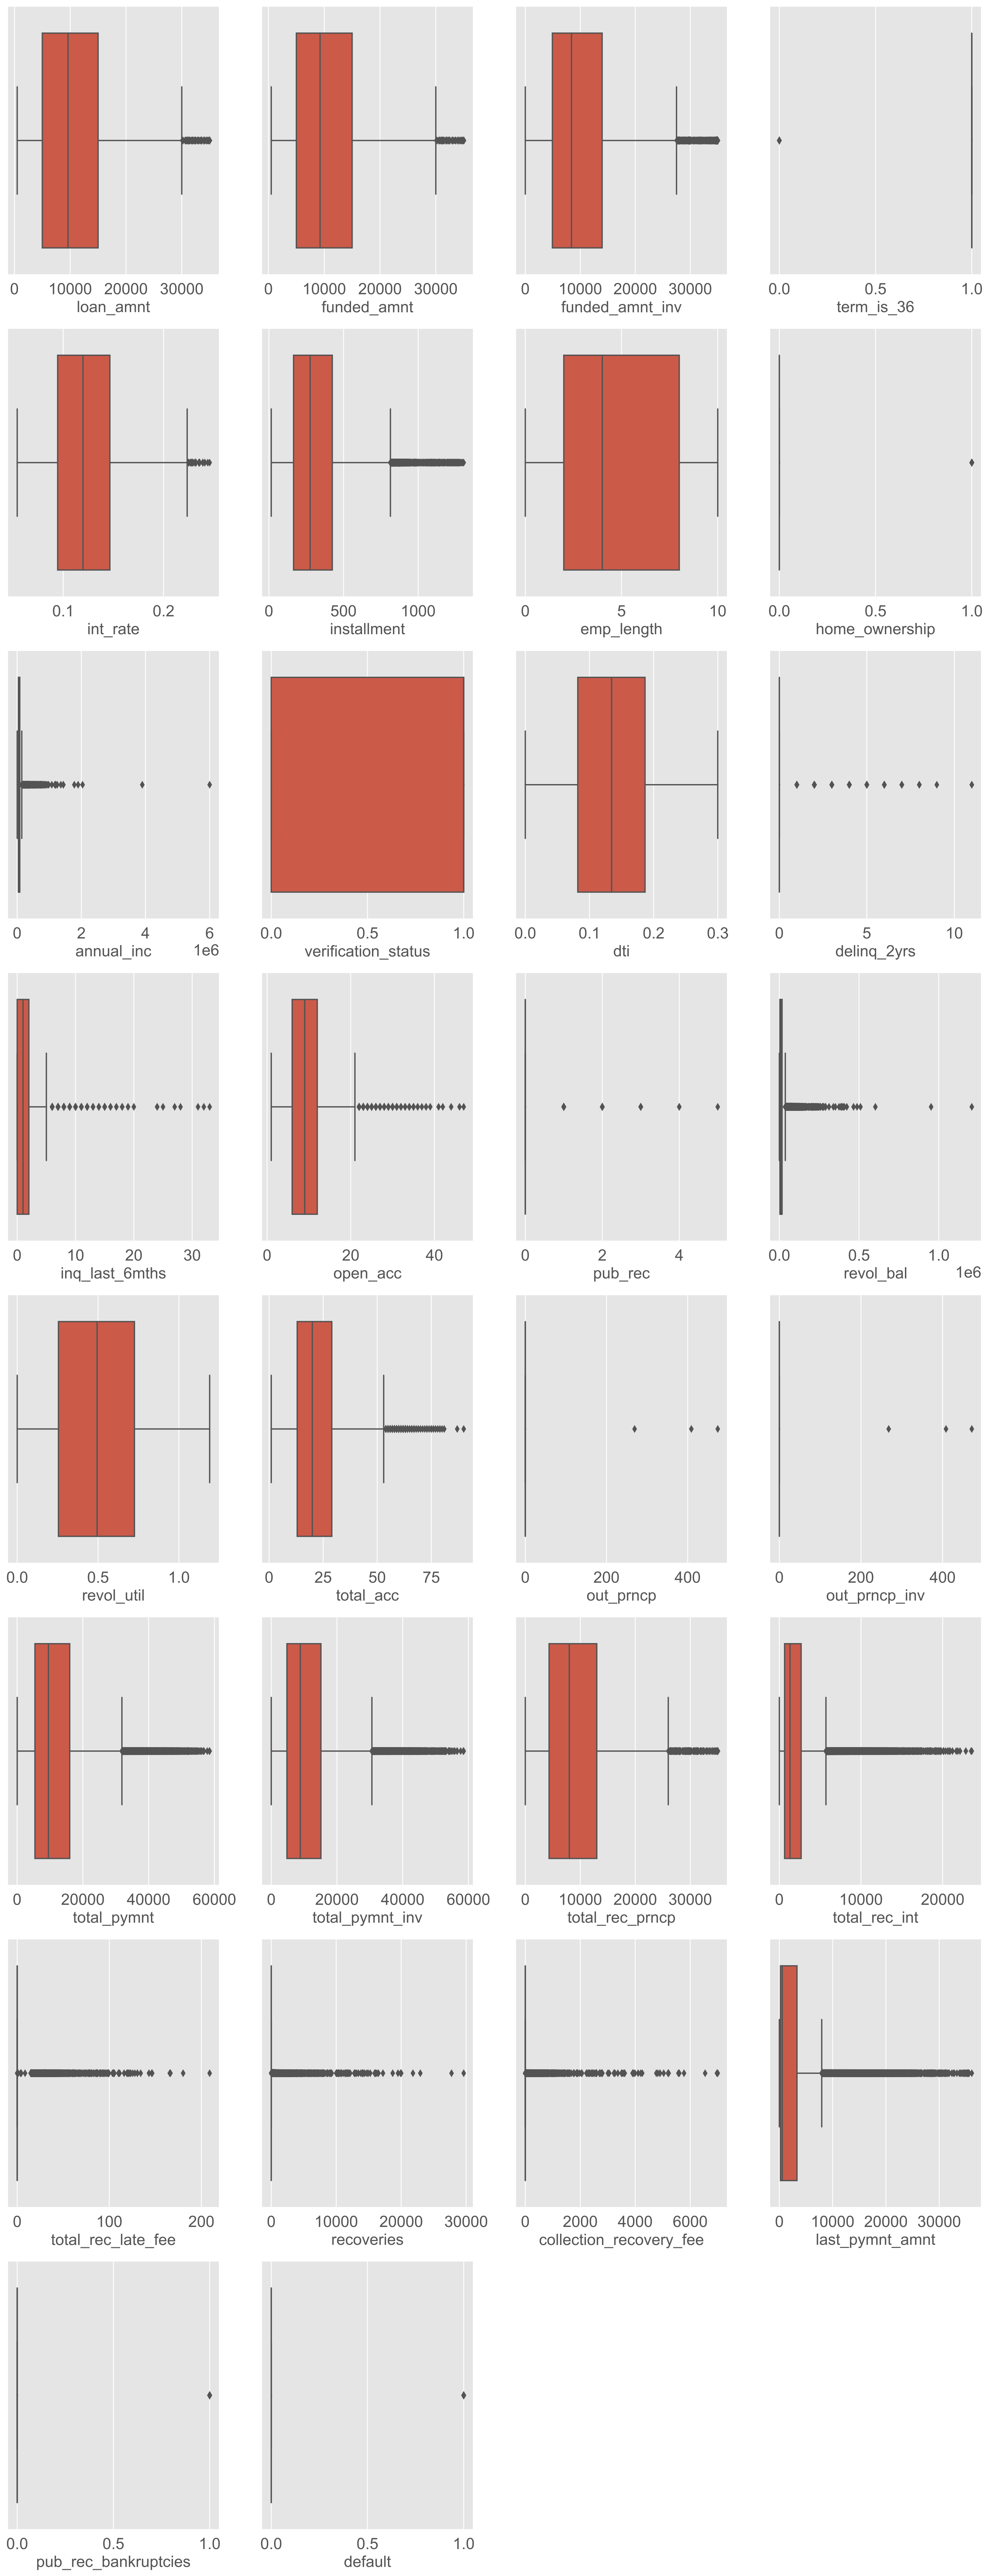 0 10000 20000 30000
loan_amnt
0 10000 20000 30000
funded_amnt
0 10000 20000 30000
funded_amnt_inv
0.0 0.5 1.0
term_is_36
0.1 0.2
int_rate
0 500 1000
installment
0 5 10
emp_length
0.0 0.5 1.0
home_ownership
0 2 4 6
annual_inc 1e6
0.0 0.5 1.0
verification_status
0.0 0.1 0.2 0.3
dti
0 5 10
delinq_2yrs
0 10 20 30
inq_last_6mths
0 20 40
open_acc
0 2 4
pub_rec
0.0 0.5 1.0
revol_bal 1e6
0.0 0.5 1.0
revol_util
0 25 50 75
total_acc
0 200 400
out_prncp
0 200 400
out_prncp_inv
0 20000 40000 60000
total_pymnt
0 20000 40000 60000
total_pymnt_inv
0 10000 20000 30000
total_rec_prncp
0 10000 20000
total_rec_int
0 100 200
total_rec_late_fee
0 10000 20000 30000
recoveries
0 2000 4000 6000
collection_recovery_fee
0 10000 20000 30000
last_pymnt_amnt
0.0 0.5 1.0
pub_rec_bankruptcies
0.0 0.5 1.0
default